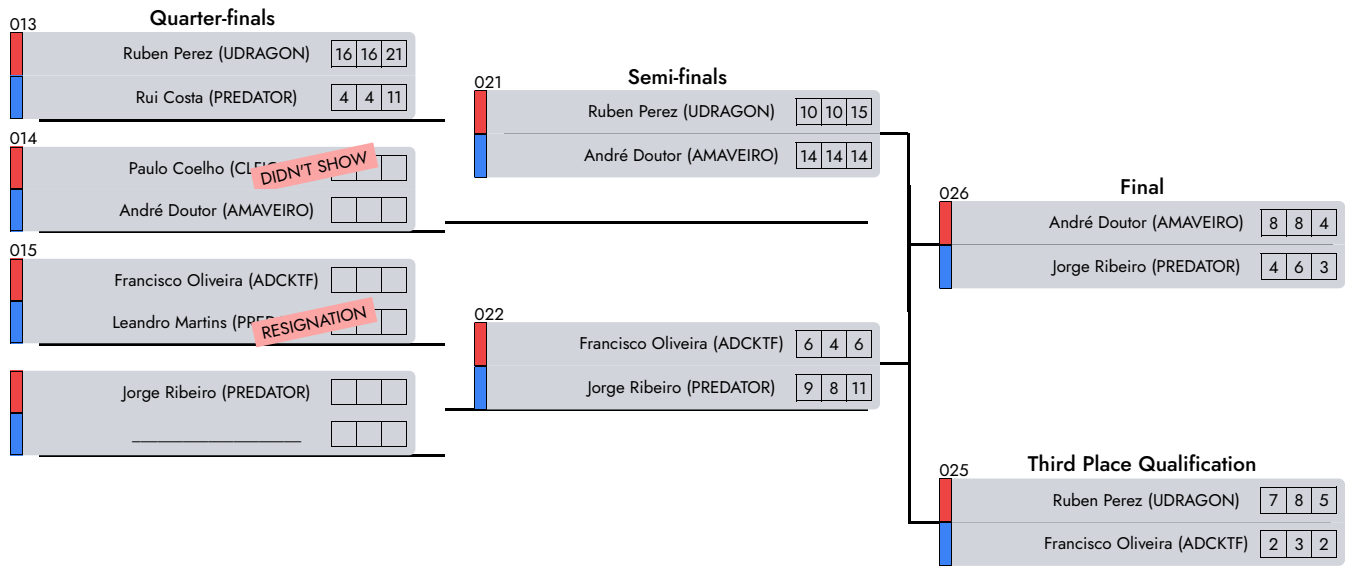 Quarter-finals
013
Ruben Perez (UDRAGON) 16 16 21
Rui Costa (PREDATOR) 4 4 11
014
Paulo Coelho
DIDN'T SHOW
André Doutor (AMAVEIRO)
015
Francisco Oliveira (ADCKTF)
Leandro Martins
RESIGNATION
Jorge Ribeiro (PREDATOR)
Semi-finals
021
Ruben Perez (UDRAGON) 10 10 15
André Doutor (AMAVEIRO) 14 14 14
022
Francisco Oliveira (ADCKTF) 6 4 6
Jorge Ribeiro (PREDATOR) 9 8 11
Final
026
André Doutor (AMAVEIRO) 8 8 4
Jorge Ribeiro (PREDATOR) 4 6 3
Third Place Qualification
025
Ruben Perez (UDRAGON) 7 8 5
Francisco Oliveira (ADCKTF) 2 3 2